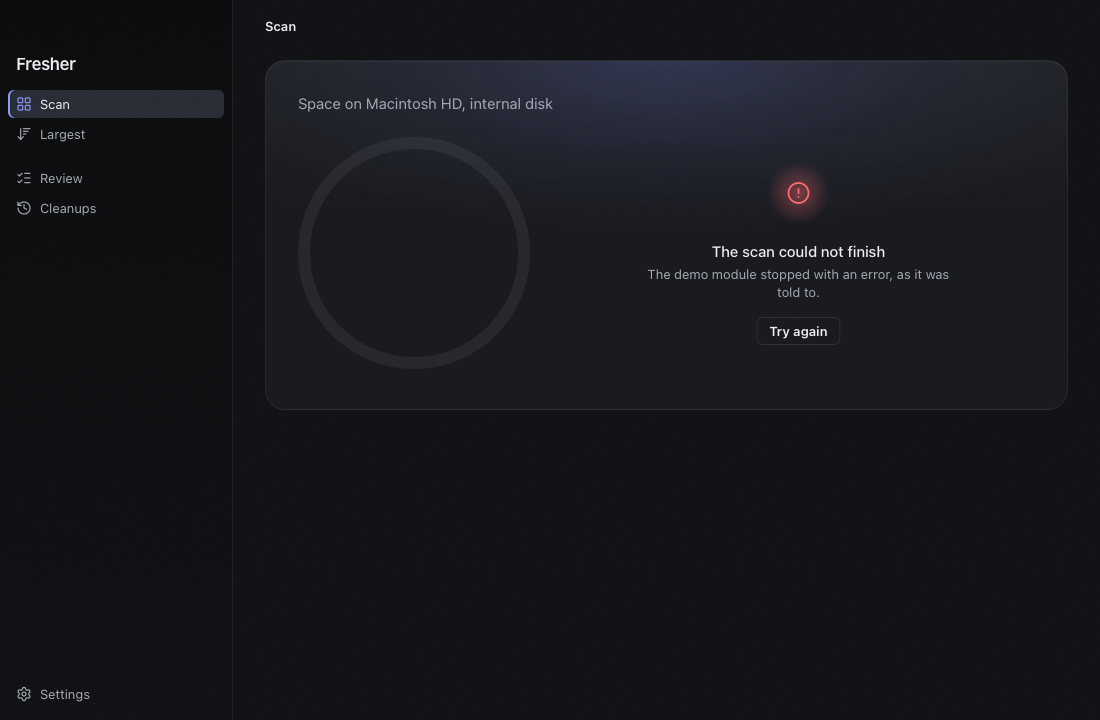 Scan
Fresher
Scan
Largest
Review
Cleanups
Settings
Space on Macintosh HD, internal disk
The scan could not finish
The demo module stopped with an error, as it was
told to.
Try again